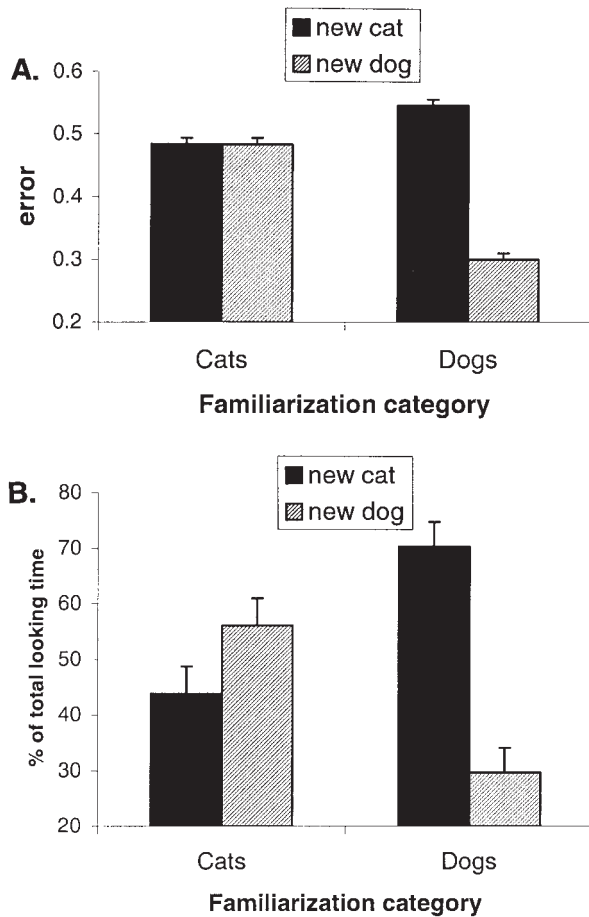 new cat
new dog
A.
0.6
0.5
0.4
0.3
0.2
error
Cats Dogs
Familiarization category
new cat
new dog
B.
80
70
60
50
40
30
20
% of total looking time
Cats Dogs
Familiarization category